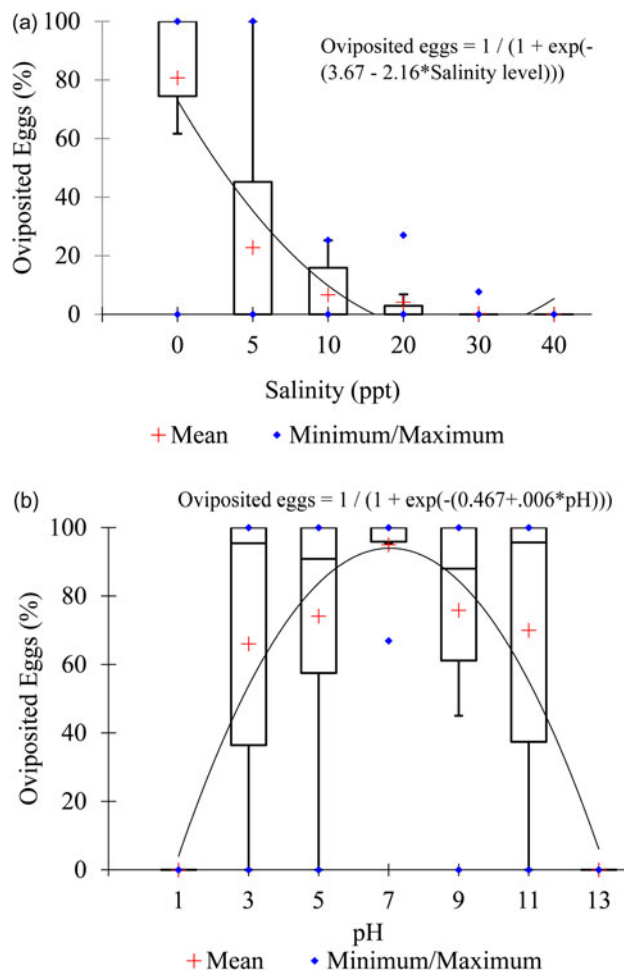 (a)
Oviposited eggs = 1 / (1 + exp(-
(3.67 - 2.16*Salinity level)))
Oviposited Eggs (%)
100
80
60
40
20
0
0 5 10 20 30 40
Salinity (ppt)
Mean Minimum/Maximum
(b)
Oviposited eggs = 1 / (1 + exp(-(0.467+.006*pH)))
Oviposited Eggs (%)
100
80
60
40
20
0
1 3 5 7 9 11 13
pH
Mean Minimum/Maximum